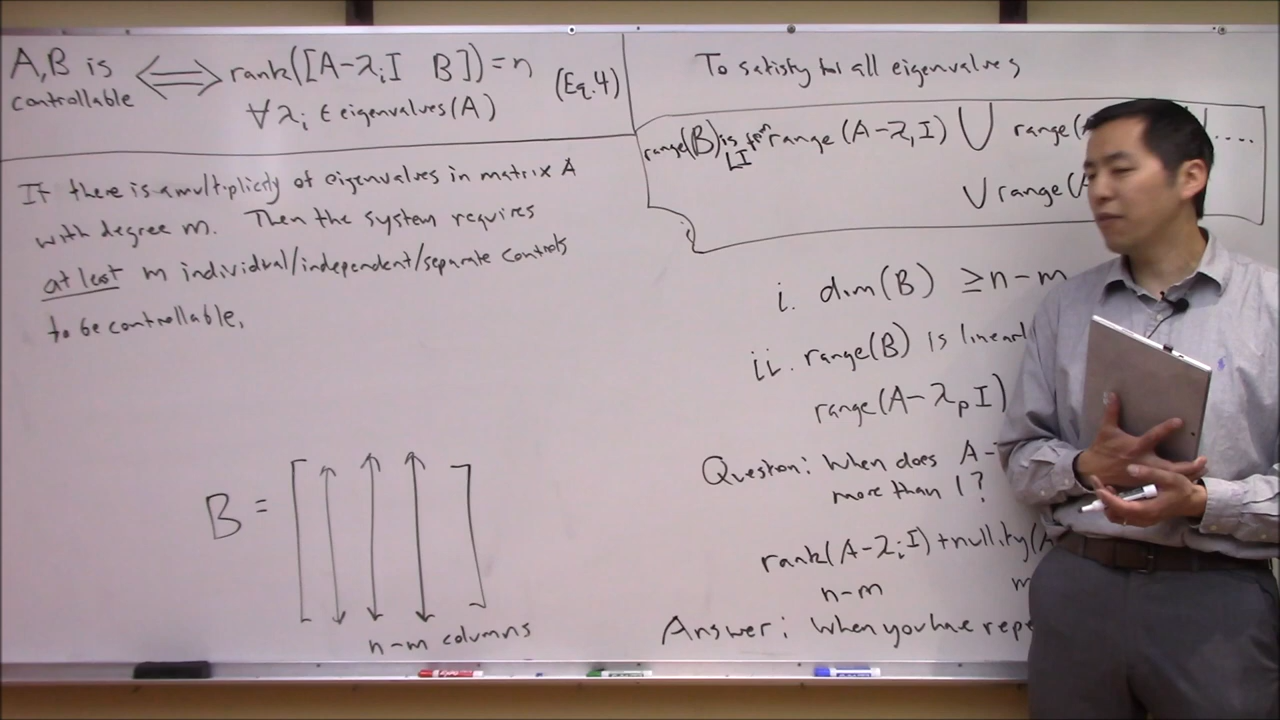 A,B is
controllable
⟺ rank([A-λᵢI B])=n
∀ λᵢ ∈ eigenvalues(A)
(Eq.4)
If there is a multiplicity of eigenvalues in matrix A
with degree m. Then the system requires
at least m individual/independent/separate controls
to be controllable.
B = [ ]
n-m columns
To satisfy for all eigenvalues
range(B) is LI from range(A-λ₁I) ∪ range( ....
∪ range(
i. dim(B) ≥ n-m
ii. range(B) is
range(A-λₚI)
Question: When does A-
more than 1?
rank(A-λᵢI)+nullity(
n-m m
Answer: When you have